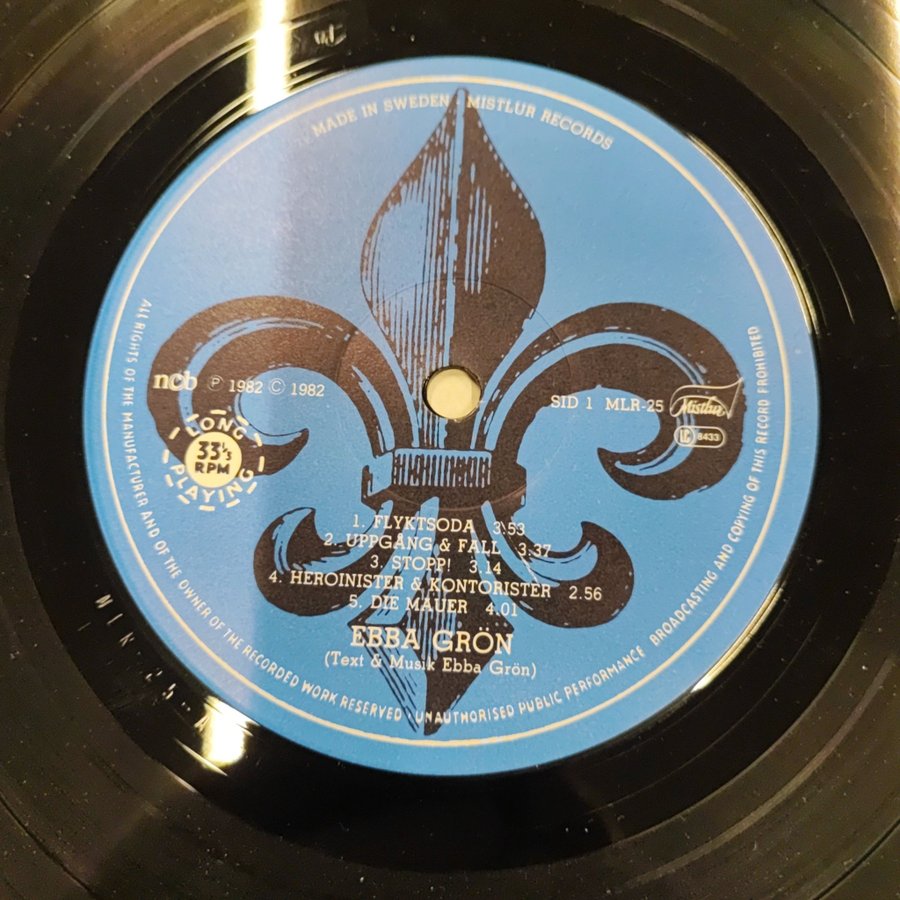 MADE IN SWEDEN MISTLUR RECORDS
ncb Ⓟ 1982 © 1982
SID 1 MLR-25
Mistlur
LC 8433
LONG
33⅓
RPM
PLAYING
1. FLYKTSODA 3.53
2. UPPGÅNG & FALL 3.37
3. STOPP! 3.14
4. HEROINISTER & KONTORISTER 2.56
5. DIE MAUER 4.01
EBBA GRÖN
(Text & Musik Ebba Grön)
ALL RIGHTS OF THE MANUFACTURER AND OF THE OWNER OF THE RECORDED WORK RESERVED · UNAUTHORISED PUBLIC PERFORMANCE BROADCASTING AND COPYING OF THIS RECORD PROHIBITED